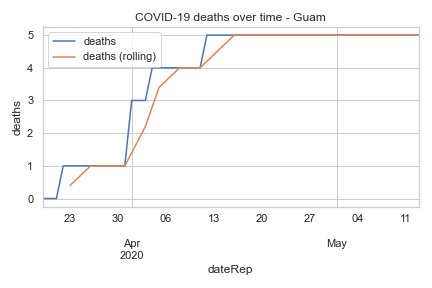 COVID-19 deaths over time - Guam
deaths
deaths (rolling)
deaths
5
4
3
2
1
0
23 30 06 13 20 27 04 11
Apr May
2020
dateRep